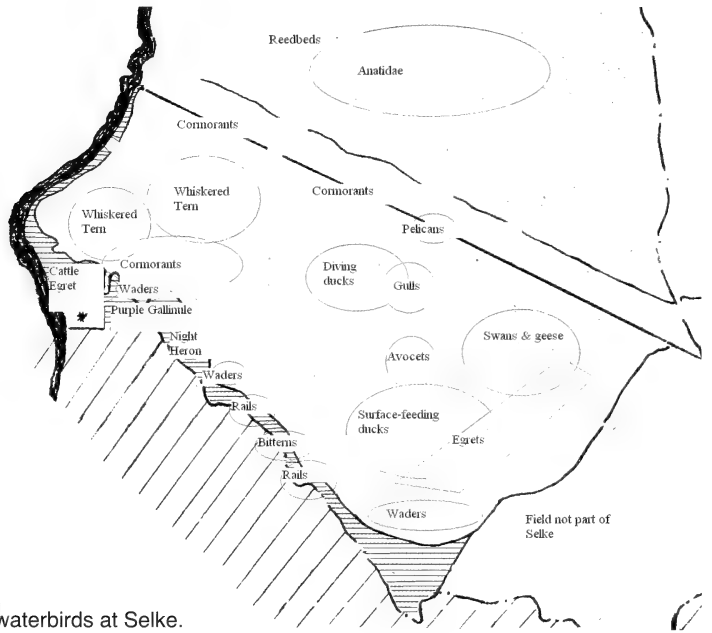 Reedbeds
Anatidae
Cormorants
Whiskered
Tern
Cormorants
Whiskered
Tern
Pelicans
Cormorants
Diving
ducks
Cattle
Egret
Gulls
Waders
Purple Gallinule
Night
Heron
Swans & geese
Avocets
Waders
Rails
Surface-feeding
ducks
Bitterns
Egrets
Rails
Waders
Field not part of
Selke
waterbirds at Selke.